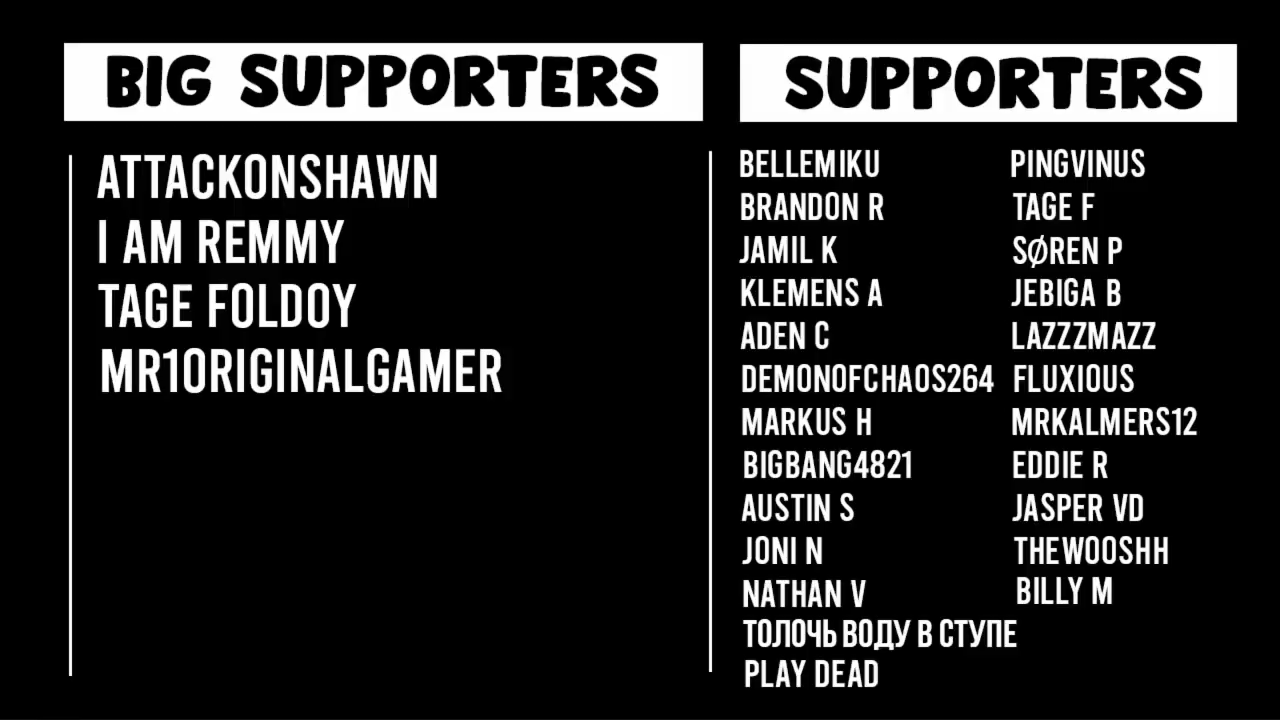 BIG SUPPORTERS
ATTACKONSHAWN
I AM REMMY
TAGE FOLDOY
MR1ORIGINALGAMER
SUPPORTERS
BELLEMIKU
BRANDON R
JAMIL K
KLEMENS A
ADEN C
DEMONOFCHAOS264
MARKUS H
BIGBANG4821
AUSTIN S
JONI N
NATHAN V
ТОЛОЧЬ ВОДУ В СТУПЕ
PLAY DEAD
PINGVINUS
TAGE F
SØREN P
JEBIGA B
LAZZZMAZZ
FLUXIOUS
MRKALMERS12
EDDIE R
JASPER VD
THEWOOSHH
BILLY M